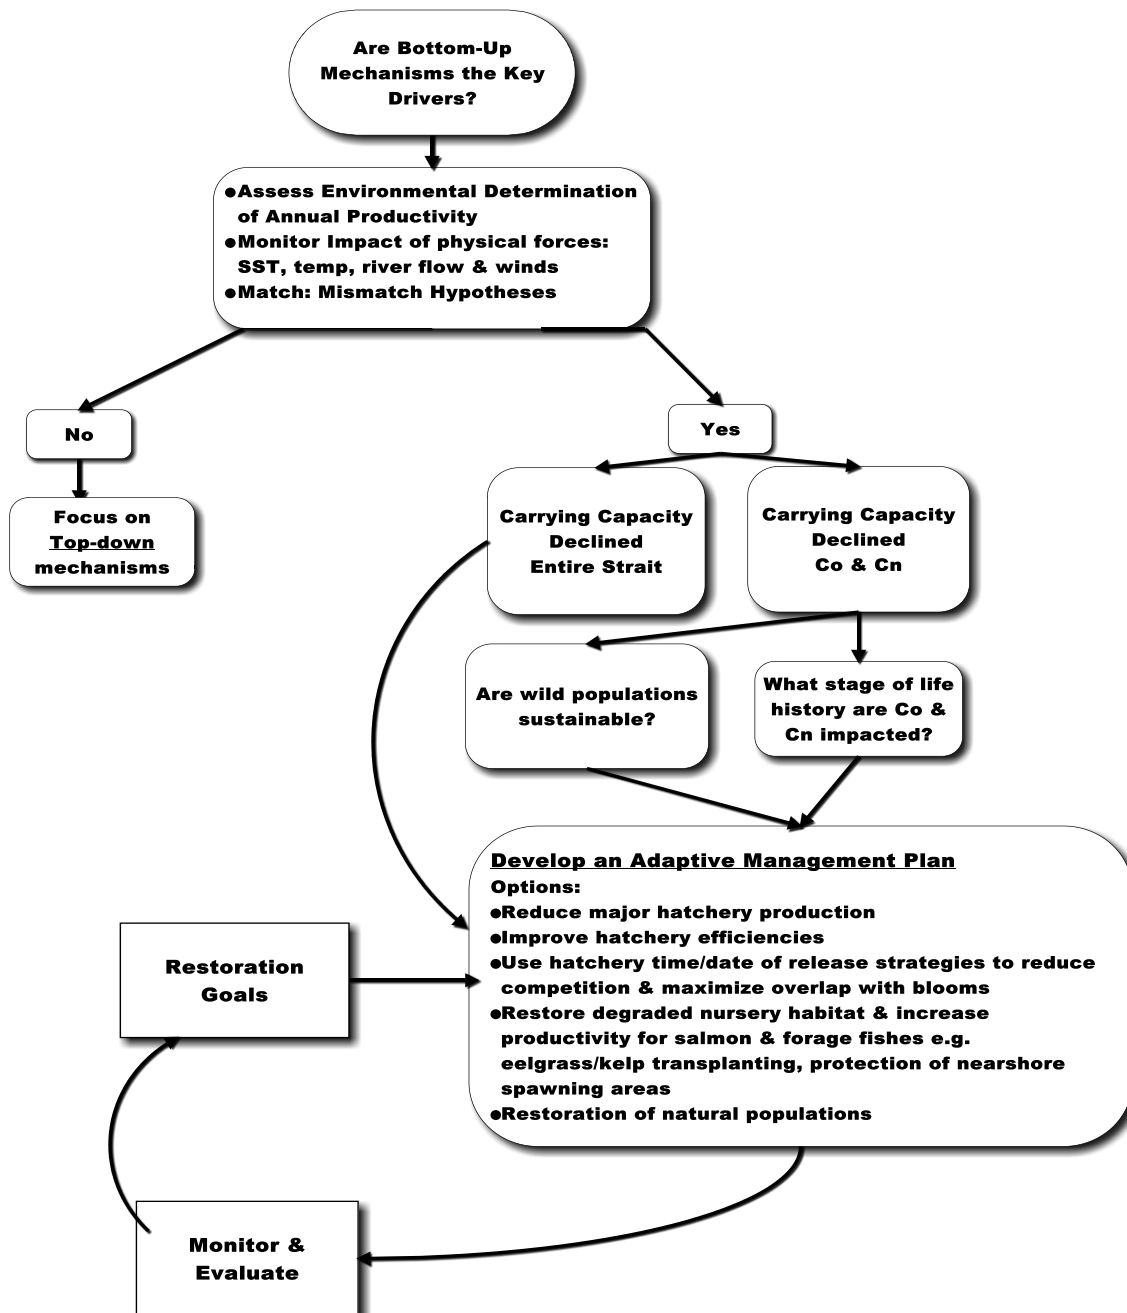 Are Bottom-Up
Mechanisms the Key
Drivers?
●Assess Environmental Determination
of Annual Productivity
●Monitor Impact of physical forces:
SST, temp, river flow & winds
●Match: Mismatch Hypotheses
No
Yes
Focus on
Top-down
mechanisms
Carrying Capacity
Declined
Entire Strait
Carrying Capacity
Declined
Co & Cn
Are wild populations
sustainable?
What stage of life
history are Co &
Cn impacted?
Develop an Adaptive Management Plan
Options:
●Reduce major hatchery production
●Improve hatchery efficiencies
●Use hatchery time/date of release strategies to reduce
competition & maximize overlap with blooms
●Restore degraded nursery habitat & increase
productivity for salmon & forage fishes e.g.
eelgrass/kelp transplanting, protection of nearshore
spawning areas
●Restoration of natural populations
Restoration
Goals
Monitor &
Evaluate